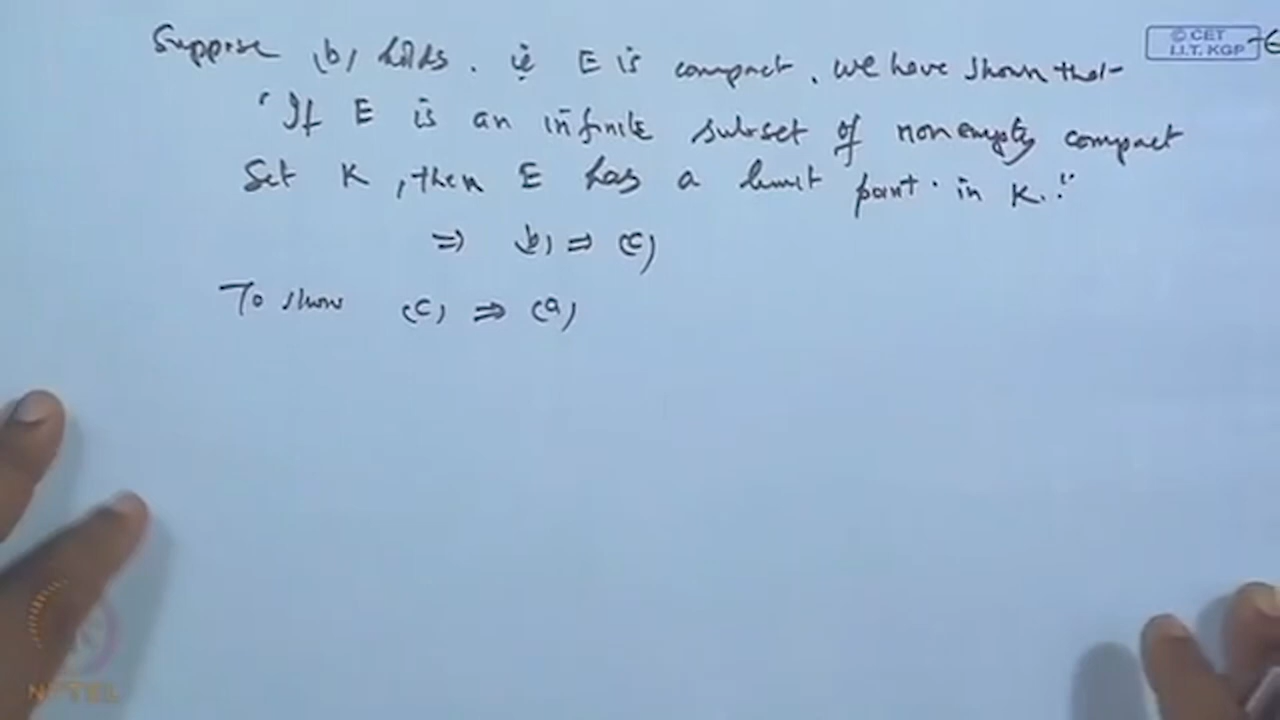 Suppose (b) holds. ie E is compact. We have shown that
"If E is an infinite subset of nonempty compact
Set K, then E has a limit point in K."
⇒ (b) ⇒ (c)
To show (c) ⇒ (a)
© CET
I.I.T. KGP
NPTEL